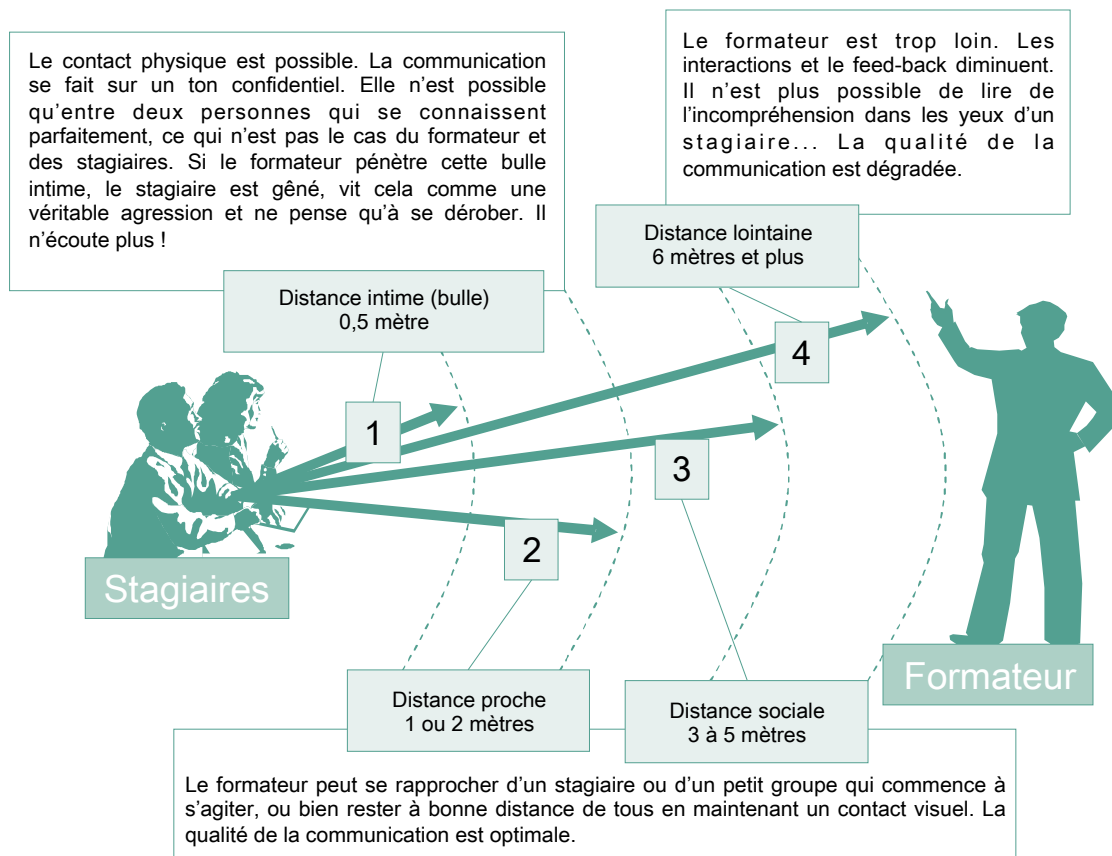 Le contact physique est possible. La communication
se fait sur un ton confidentiel. Elle n’est possible
qu’entre deux personnes qui se connaissent
parfaitement, ce qui n’est pas le cas du formateur et
des stagiaires. Si le formateur pénètre cette bulle
intime, le stagiaire est gêné, vit cela comme une
véritable agression et ne pense qu’à se dérober. Il
n’écoute plus !
Le formateur est trop loin. Les
interactions et le feed-back diminuent.
Il n’est plus possible de lire de
l’incompréhension dans les yeux d’un
stagiaire... La qualité de la
communication est dégradée.
Distance intime (bulle)
0,5 mètre
Distance lointaine
6 mètres et plus
1
4
3
2
Stagiaires
Formateur
Distance proche
1 ou 2 mètres
Distance sociale
3 à 5 mètres
Le formateur peut se rapprocher d’un stagiaire ou d’un petit groupe qui commence à
s’agiter, ou bien rester à bonne distance de tous en maintenant un contact visuel. La
qualité de la communication est optimale.